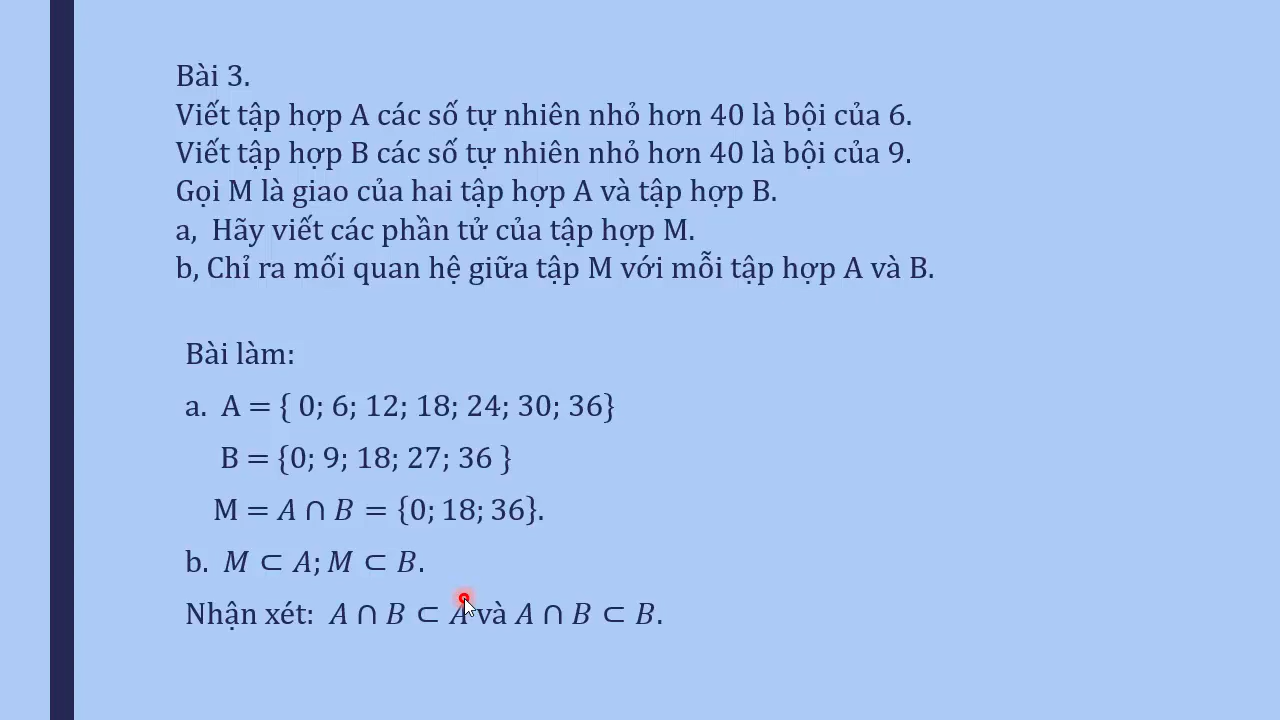 Bài 3.
Viết tập hợp A các số tự nhiên nhỏ hơn 40 là bội của 6.
Viết tập hợp B các số tự nhiên nhỏ hơn 40 là bội của 9.
Gọi M là giao của hai tập hợp A và tập hợp B.
a,  Hãy viết các phần tử của tập hợp M.
b, Chỉ ra mối quan hệ giữa tập M với mỗi tập hợp A và B.
Bài làm:
a.  A = { 0; 6; 12; 18; 24; 30; 36}
B = {0; 9; 18; 27; 36 }
M = A ∩ B = {0; 18; 36}.
b.  M ⊂ A; M ⊂ B.
Nhận xét:  A ∩ B ⊂ A và A ∩ B ⊂ B.